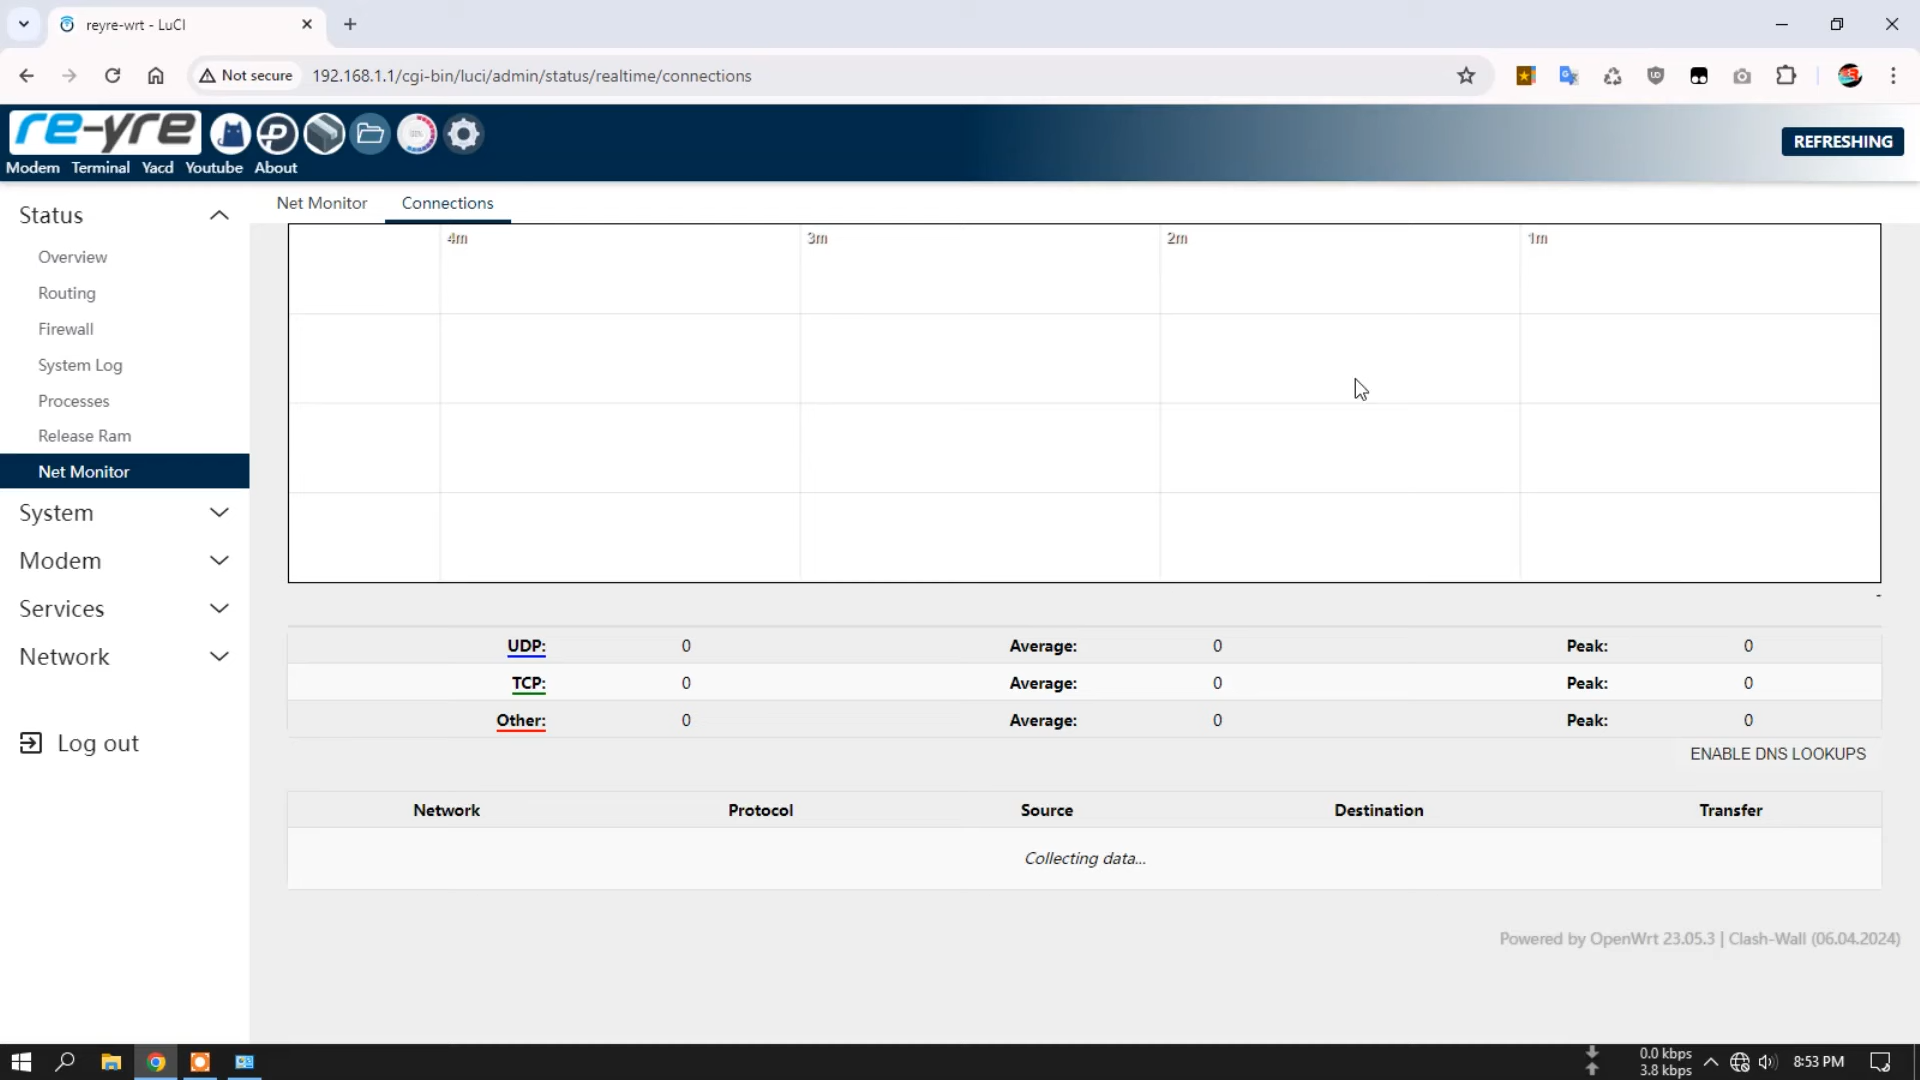 reyre-wrt - LuCI
Not secure
192.168.1.1/cgi-bin/luci/admin/status/realtime/connections
re-yre
Modem Terminal Yacd Youtube About
REFRESHING
Status
Overview
Routing
Firewall
System Log
Processes
Release Ram
Net Monitor
System
Modem
Services
Network
Log out
Net Monitor Connections
4m 3m 2m 1m
-
UDP: 0 Average: 0 Peak: 0
TCP: 0 Average: 0 Peak: 0
Other: 0 Average: 0 Peak: 0
ENABLE DNS LOOKUPS
Network Protocol Source Destination Transfer
Collecting data...
Powered by OpenWrt 23.05.3 | Clash-Wall (06.04.2024)
0.0 kbps
3.8 kbps
8:53 PM